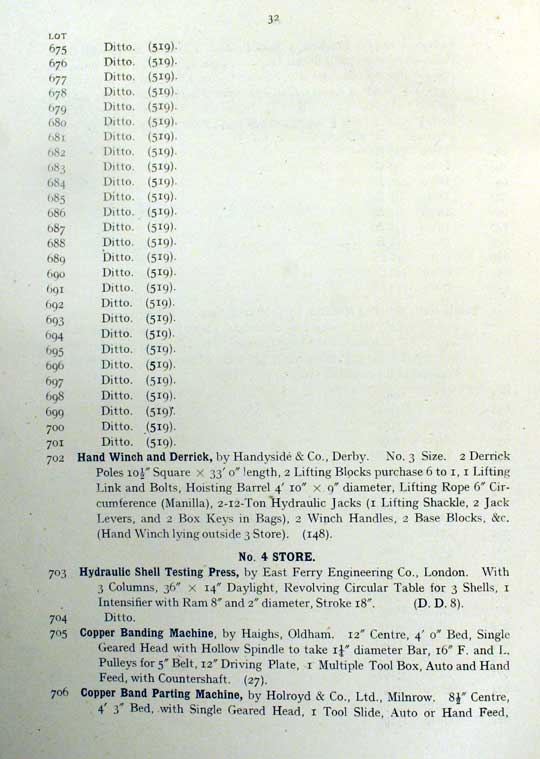 32
LOT
675 Ditto. (519).
676 Ditto. (519).
677 Ditto. (519).
678 Ditto. (519).
679 Ditto. (519).
680 Ditto. (519).
681 Ditto. (519).
682 Ditto. (519).
683 Ditto. (519).
684 Ditto. (519).
685 Ditto. (519).
686 Ditto. (519).
687 Ditto. (519).
688 Ditto. (519).
689 Ditto. (519).
690 Ditto. (519).
691 Ditto. (519).
692 Ditto. (519).
693 Ditto. (519).
694 Ditto. (519).
695 Ditto. (519).
696 Ditto. (519).
697 Ditto. (519).
698 Ditto. (519).
699 Ditto. (519).
700 Ditto. (519).
701 Ditto. (519).
702 Hand Winch and Derrick, by Handyside & Co., Derby. No. 3 Size. 2 Derrick
Poles 10½″ Square × 33′ 0″ length, 2 Lifting Blocks purchase 6 to 1, 1 Lifting
Link and Bolts, Hoisting Barrel 4′ 10″ × 9″ diameter, Lifting Rope 6″ Cir-
cumference (Manilla), 2-12-Ton Hydraulic Jacks (1 Lifting Shackle, 2 Jack
Levers, and 2 Box Keys in Bags), 2 Winch Handles, 2 Base Blocks, &c.
(Hand Winch lying outside 3 Store). (148).
No. 4 STORE.
703 Hydraulic Shell Testing Press, by East Ferry Engineering Co., London. With
3 Columns, 36″ × 14″ Daylight, Revolving Circular Table for 3 Shells, 1
Intensifier with Ram 8″ and 2″ diameter, Stroke 18″. (D. D. 8).
704 Ditto.
705 Copper Banding Machine, by Haighs, Oldham. 12″ Centre, 4′ 0″ Bed, Single
Geared Head with Hollow Spindle to take 1¼″ diameter Bar, 16″ F. and L.
Pulleys for 5″ Belt, 12″ Driving Plate, 1 Multiple Tool Box, Auto and Hand
Feed, with Countershaft. (27).
706 Copper Band Parting Machine, by Holroyd & Co., Ltd., Milnrow. 8½″ Centre,
4′ 3″ Bed, with Single Geared Head, 1 Tool Slide, Auto or Hand Feed,